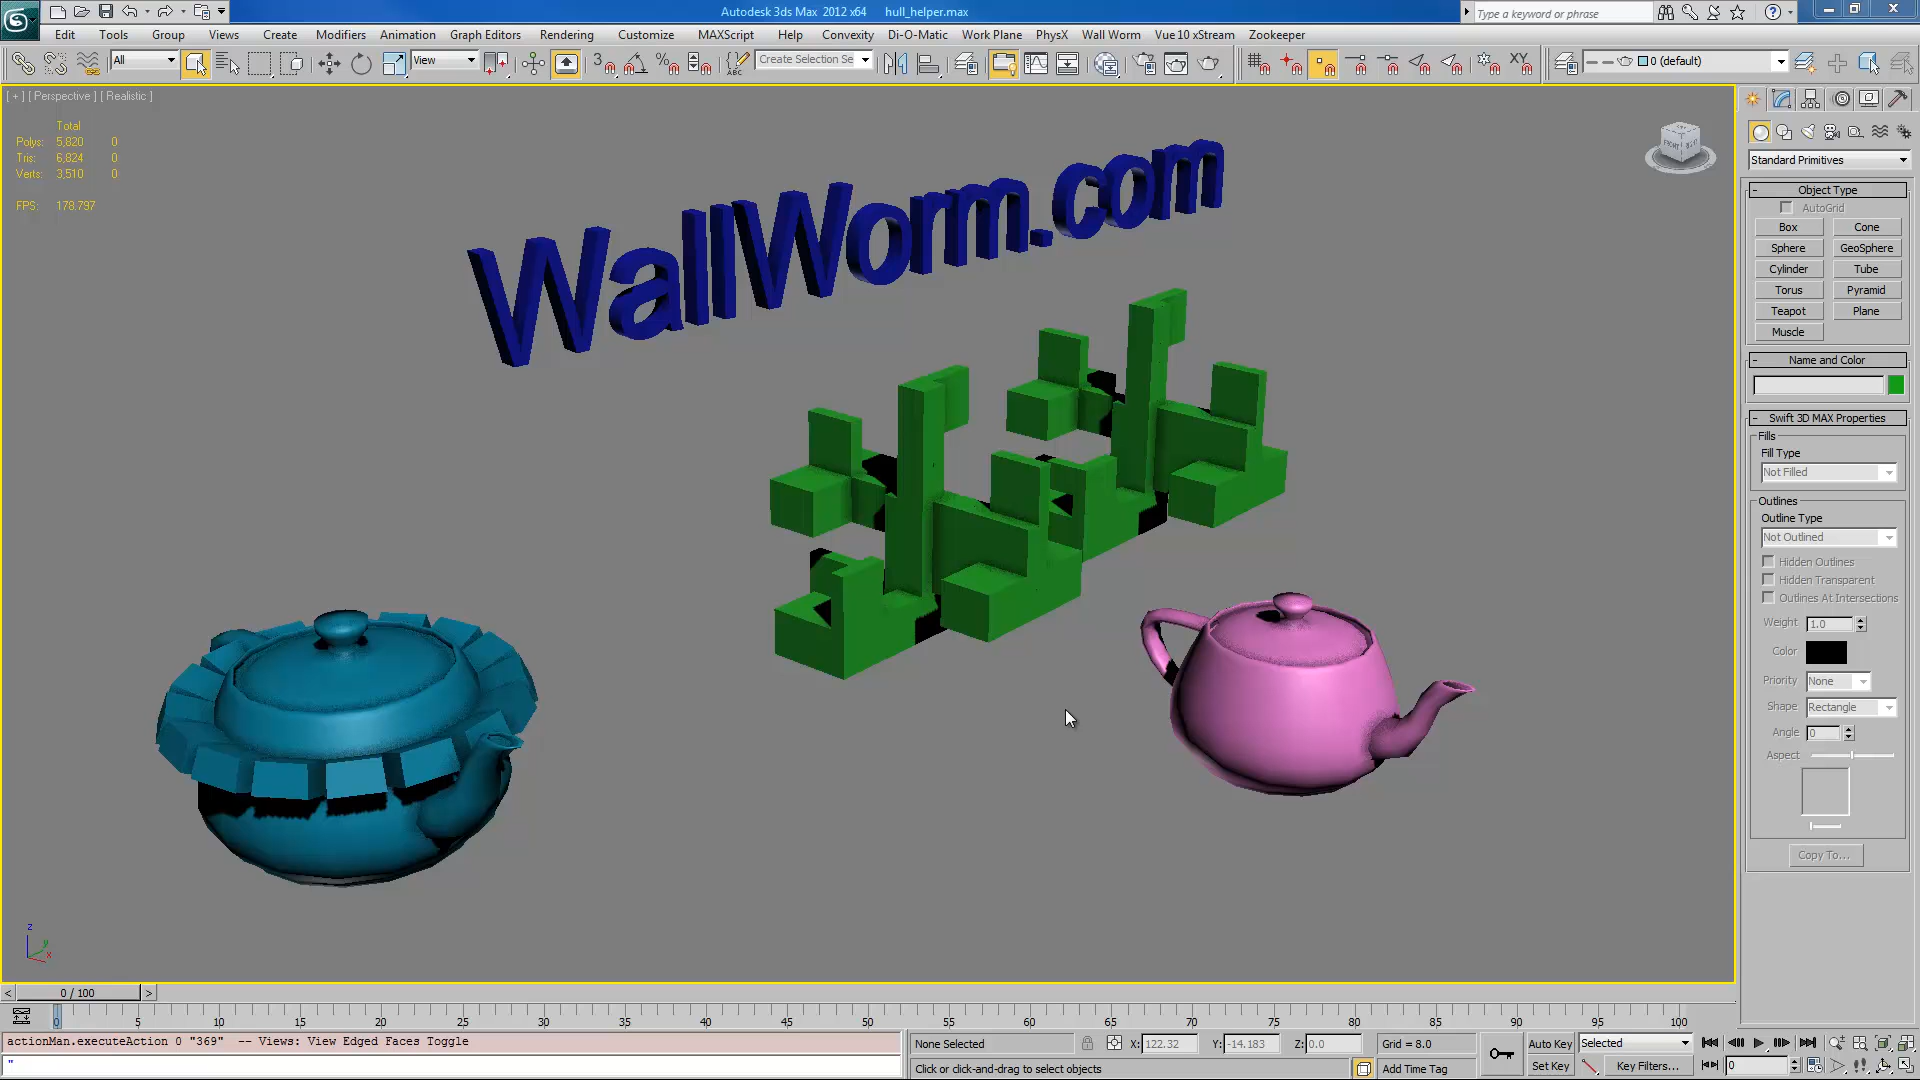 Autodesk 3ds Max 2012 x64 hull_helper.max
Type a keyword or phrase
Edit Tools Group Views Create Modifiers Animation Graph Editors Rendering Customize MAXScript Help Convexity Di-O-Matic Work Plane PhysX Wall Worm Vue 10 xStream Zookeeper
All View 3 Create Selection Se XY 0 (default)
[ + ] [ Perspective ] [ Realistic ]
Total
Polys: 5,820 0
Tris: 6,824 0
Verts: 3,510 0
FPS: 178.797
WallWorm.com
FRONT
Standard Primitives
- Object Type
AutoGrid
Box Cone
Sphere GeoSphere
Cylinder Tube
Torus Pyramid
Teapot Plane
Muscle
- Name and Color
- Swift 3D MAX Properties
Fills
Fill Type
Not Filled
Outlines
Outline Type
Not Outlined
Hidden Outlines
Hidden Transparent
Outlines At Intersections
Weight 1.0
Color
Priority None
Shape Rectangle
Angle 0
Aspect
Copy To...
z
y
x
< 0 / 100 >
0 5 10 15 20 25 30 35 40 45 50 55 60 65 70 75 80 85 90 95 100
actionMan.executeAction 0 "369" -- Views: View Edged Faces Toggle
"
None Selected X: 122.32 Y: -14.183 Z: 0.0 Grid = 8.0 Auto Key Selected
Click or click-and-drag to select objects Add Time Tag Set Key Key Filters... 0